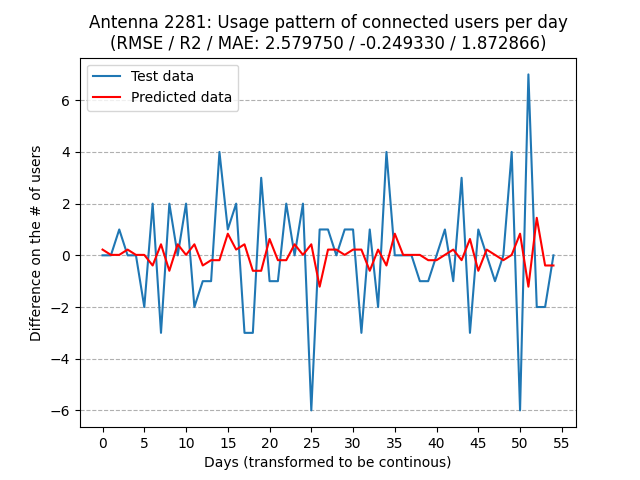 Antenna 2281: Usage pattern of connected users per day
(RMSE / R2 / MAE: 2.579750 / -0.249330 / 1.872866)
Test data
Predicted data
Difference on the # of users
6
4
2
0
−2
−4
−6
0 5 10 15 20 25 30 35 40 45 50 55
Days (transformed to be continous)